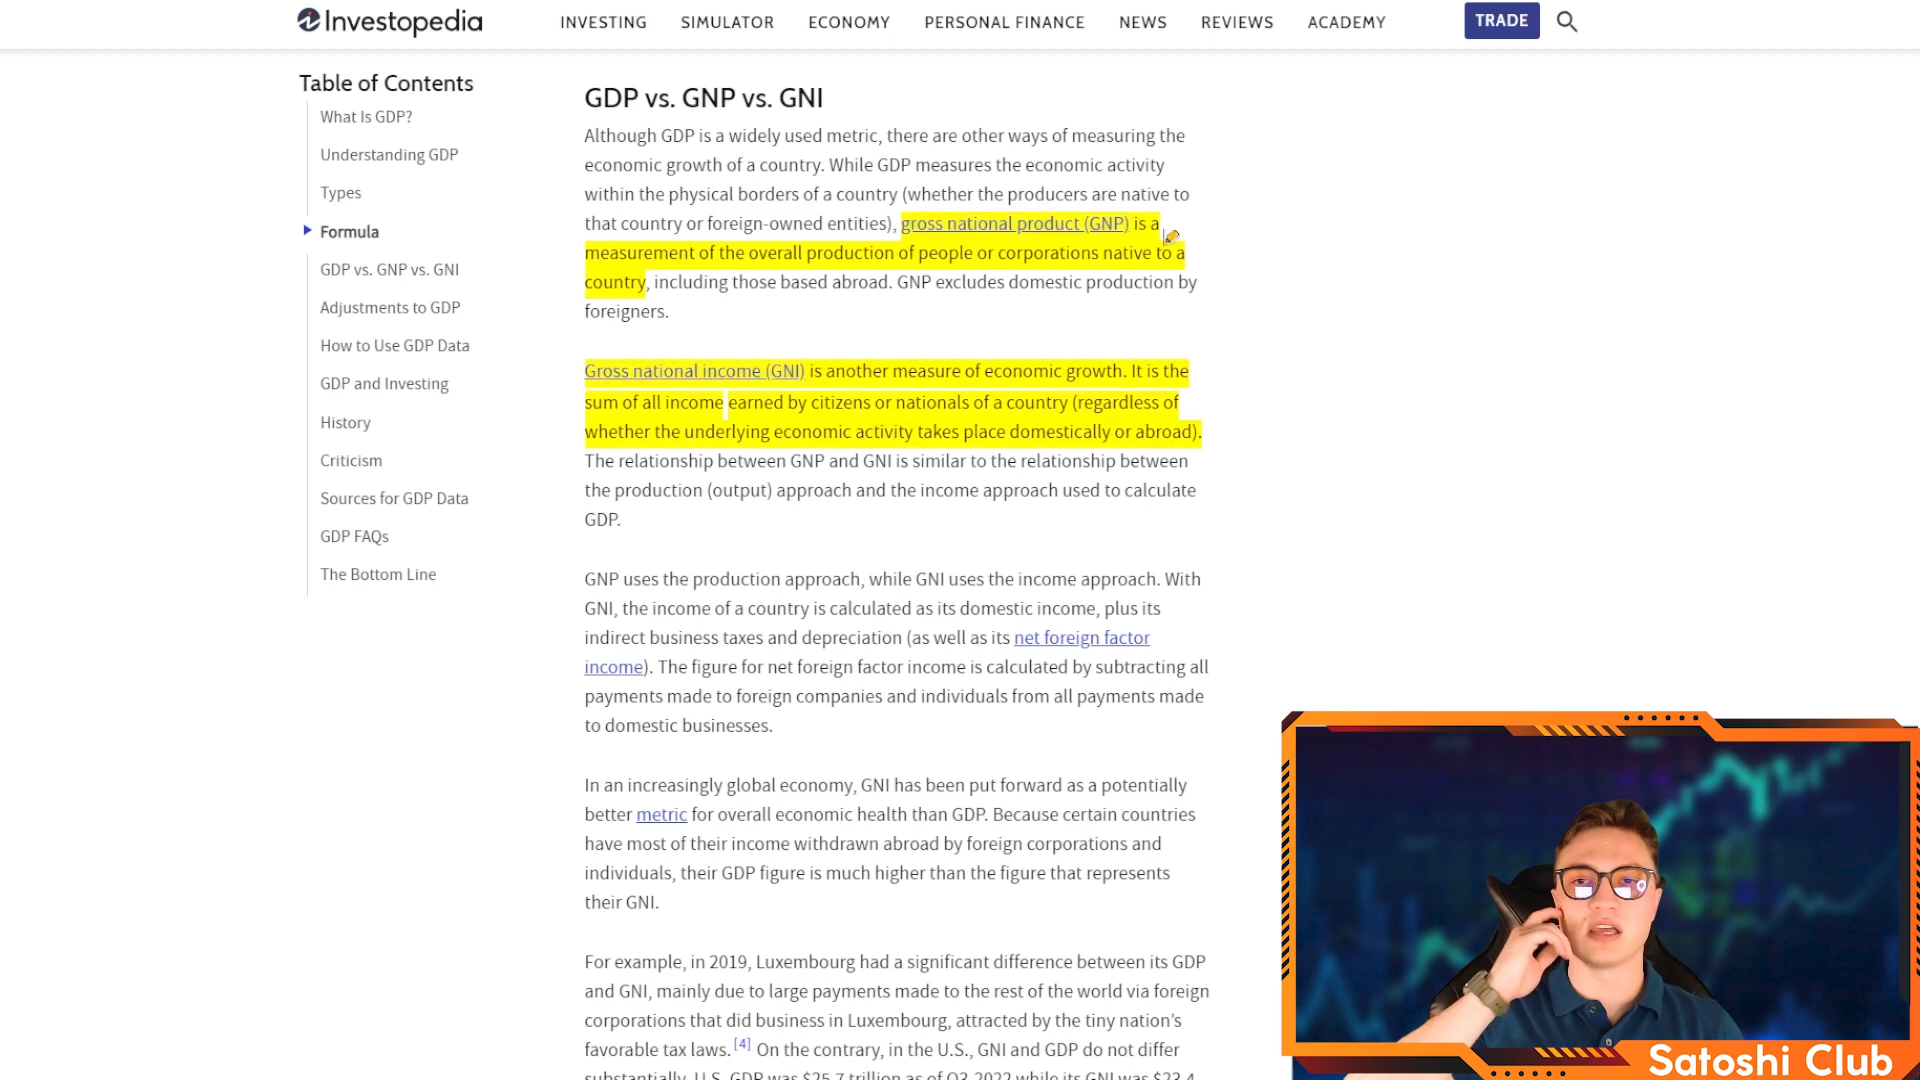 Investopedia
INVESTING SIMULATOR ECONOMY PERSONAL FINANCE NEWS REVIEWS ACADEMY TRADE
Table of Contents
What Is GDP?
Understanding GDP
Types
Formula
GDP vs. GNP vs. GNI
Adjustments to GDP
How to Use GDP Data
GDP and Investing
History
Criticism
Sources for GDP Data
GDP FAQs
The Bottom Line
GDP vs. GNP vs. GNI
Although GDP is a widely used metric, there are other ways of measuring the
economic growth of a country. While GDP measures the economic activity
within the physical borders of a country (whether the producers are native to
that country or foreign-owned entities), gross national product (GNP) is a
measurement of the overall production of people or corporations native to a
country, including those based abroad. GNP excludes domestic production by
foreigners.
Gross national income (GNI) is another measure of economic growth. It is the
sum of all income earned by citizens or nationals of a country (regardless of
whether the underlying economic activity takes place domestically or abroad).
The relationship between GNP and GNI is similar to the relationship between
the production (output) approach and the income approach used to calculate
GDP.
GNP uses the production approach, while GNI uses the income approach. With
GNI, the income of a country is calculated as its domestic income, plus its
indirect business taxes and depreciation (as well as its net foreign factor
income). The figure for net foreign factor income is calculated by subtracting all
payments made to foreign companies and individuals from all payments made
to domestic businesses.
In an increasingly global economy, GNI has been put forward as a potentially
better metric for overall economic health than GDP. Because certain countries
have most of their income withdrawn abroad by foreign corporations and
individuals, their GDP figure is much higher than the figure that represents
their GNI.
For example, in 2019, Luxembourg had a significant difference between its GDP
and GNI, mainly due to large payments made to the rest of the world via foreign
corporations that did business in Luxembourg, attracted by the tiny nation's
favorable tax laws. [4] On the contrary, in the U.S., GNI and GDP do not differ
substantially. U.S. GDP was $25.7 trillion as of Q3 2022 while its GNI was $23.4
Satoshi Club